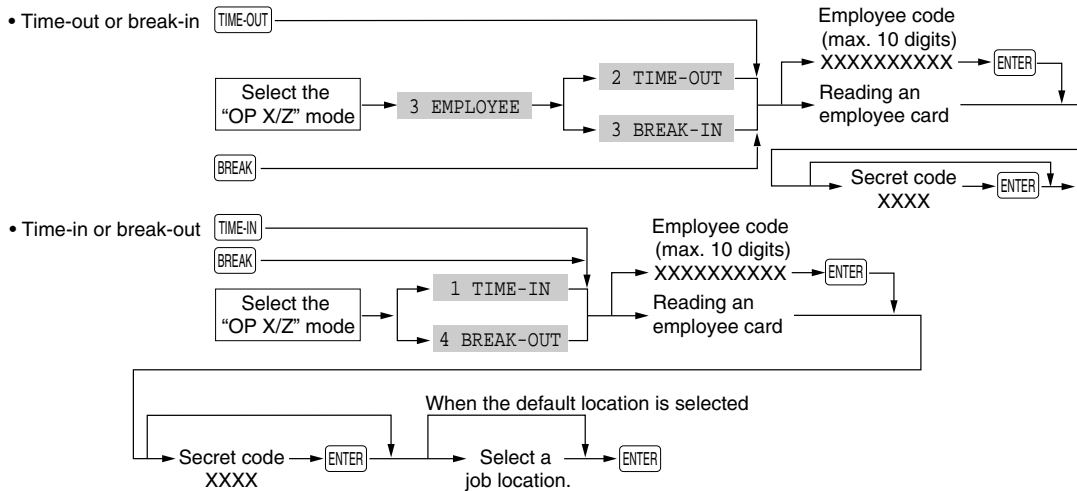 • Time-out or break-in
TIME-OUT
Employee code
(max. 10 digits)
XXXXXXXXXX
ENTER
Select the
“OP X/Z” mode
3 EMPLOYEE
2 TIME-OUT
3 BREAK-IN
Reading an
employee card
BREAK
Secret code
XXXX
ENTER
• Time-in or break-out
TIME-IN
BREAK
Employee code
(max. 10 digits)
XXXXXXXXXX
ENTER
Select the
“OP X/Z” mode
1 TIME-IN
4 BREAK-OUT
Reading an
employee card
When the default location is selected
Secret code
XXXX
ENTER
Select a
job location.
ENTER